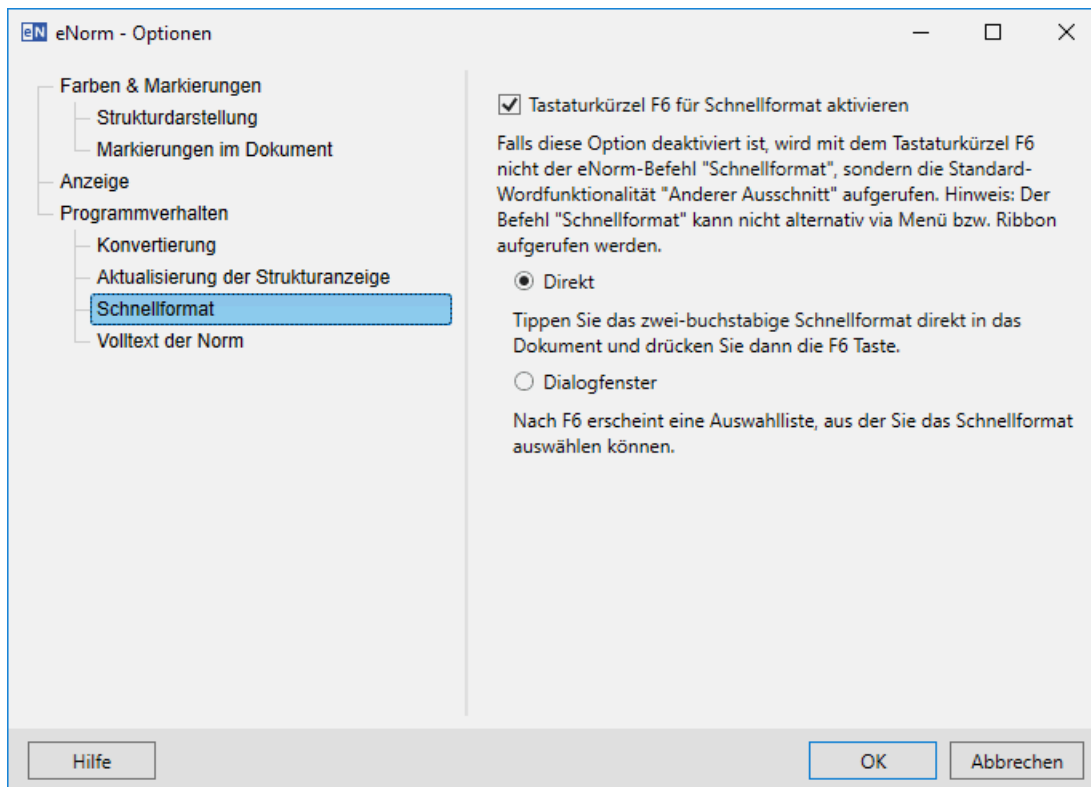 eN eNorm - Optionen
Farben & Markierungen
Strukturdarstellung
Markierungen im Dokument
Anzeige
Programmverhalten
Konvertierung
Aktualisierung der Strukturanzeige
Schnellformat
Volltext der Norm
Tastaturkürzel F6 für Schnellformat aktivieren
Falls diese Option deaktiviert ist, wird mit dem Tastaturkürzel F6
nicht der eNorm-Befehl "Schnellformat", sondern die Standard-
Wordfunktionalität "Anderer Ausschnitt" aufgerufen. Hinweis: Der
Befehl "Schnellformat" kann nicht alternativ via Menü bzw. Ribbon
aufgerufen werden.
Direkt
Tippen Sie das zwei-buchstabige Schnellformat direkt in das
Dokument und drücken Sie dann die F6 Taste.
Dialogfenster
Nach F6 erscheint eine Auswahlliste, aus der Sie das Schnellformat
auswählen können.
Hilfe
OK
Abbrechen